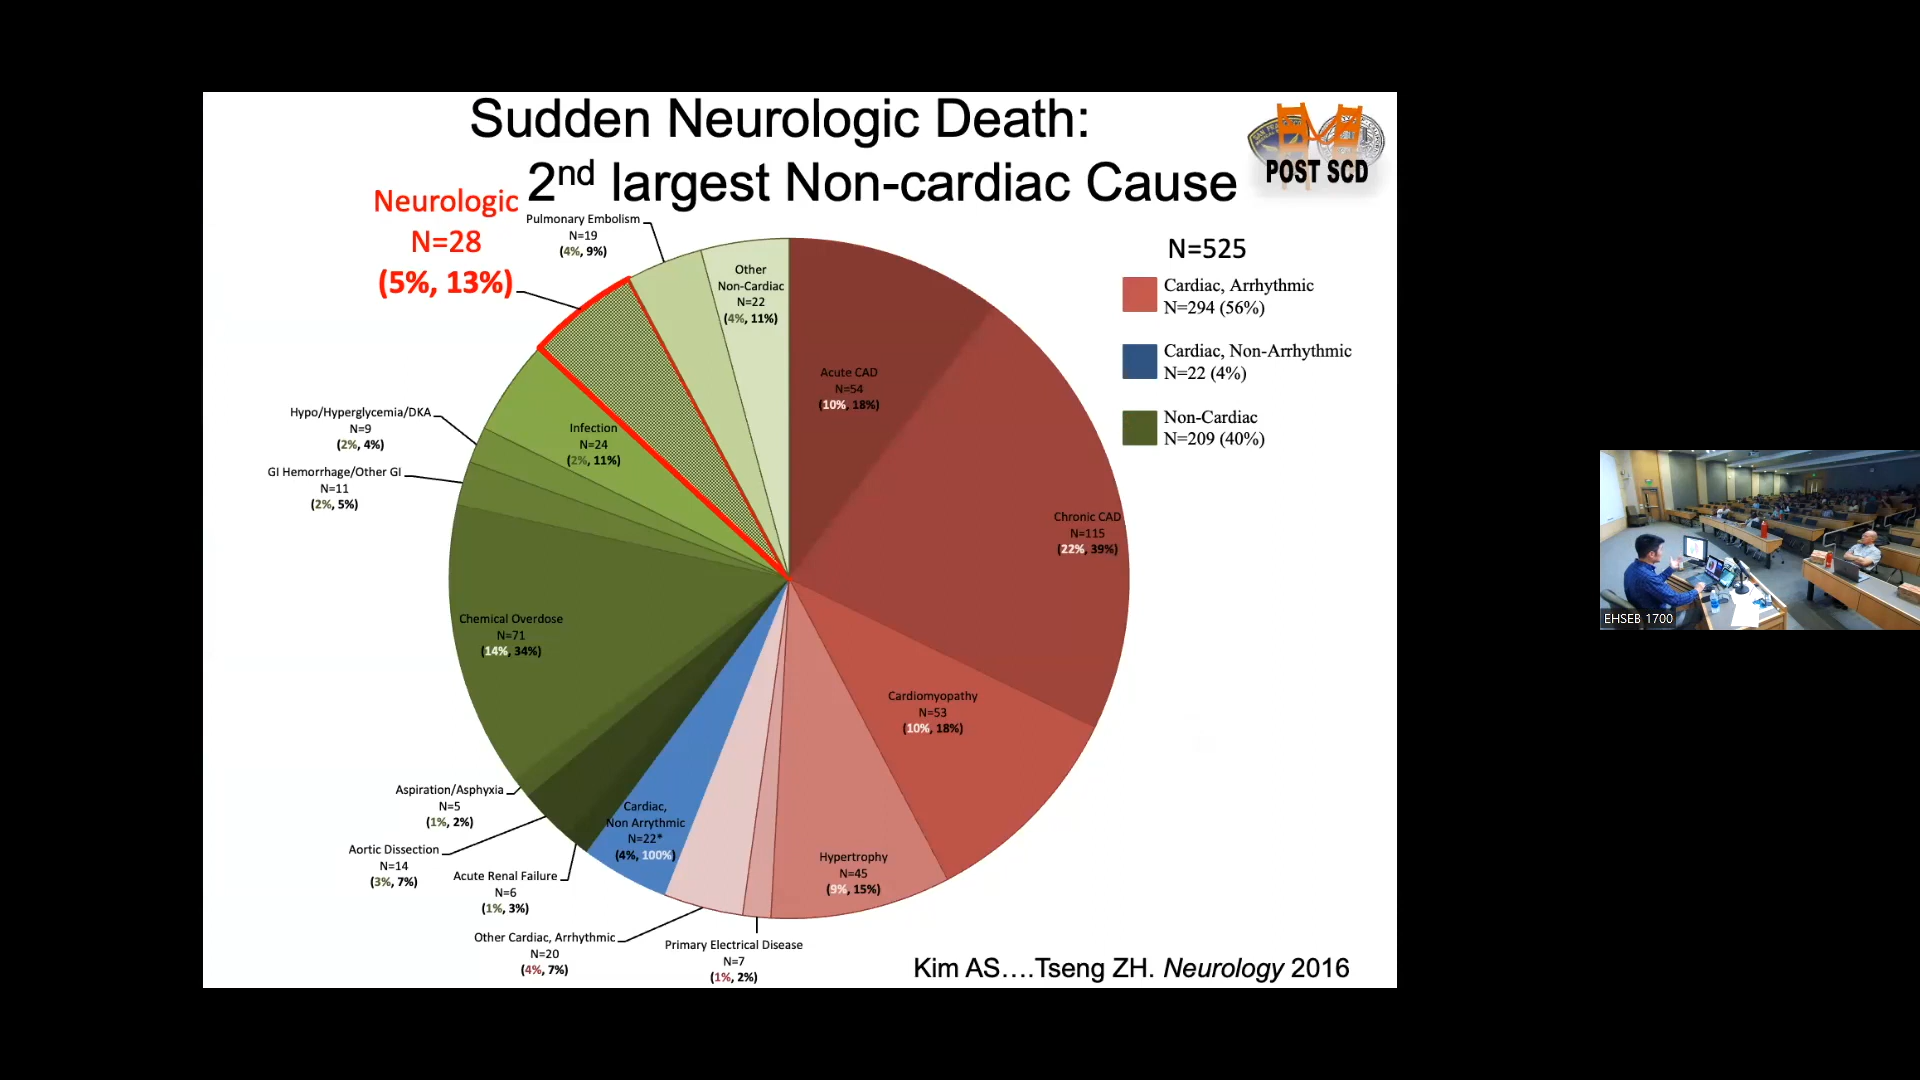 Sudden Neurologic Death:
2nd largest Non-cardiac Cause
POST SCD
Neurologic
N=28
(5%, 13%)
Pulmonary Embolism
N=19
(4%, 9%)
Other
Non-Cardiac
N=22
(4%, 11%)
N=525
Cardiac, Arrhythmic
N=294 (56%)
Cardiac, Non-Arrhythmic
N=22 (4%)
Non-Cardiac
N=209 (40%)
Acute CAD
N=54
(10%, 18%)
Chronic CAD
N=115
(22%, 39%)
Hypo/Hyperglycemia/DKA
N=9
(2%, 4%)
Infection
N=24
(2%, 11%)
GI Hemorrhage/Other GI
N=11
(2%, 5%)
Chemical Overdose
N=71
(14%, 34%)
Cardiomyopathy
N=53
(10%, 18%)
Aspiration/Asphyxia
N=5
(1%, 2%)
Cardiac,
Non Arrythmic
N=22*
(4%, 100%)
Aortic Dissection
N=14
(3%, 7%)
Hypertrophy
N=45
(9%, 15%)
Acute Renal Failure
N=6
(1%, 3%)
Other Cardiac, Arrhythmic
N=20
(4%, 7%)
Primary Electrical Disease
N=7
(1%, 2%)
Kim AS….Tseng ZH. Neurology 2016
EHSEB 1700